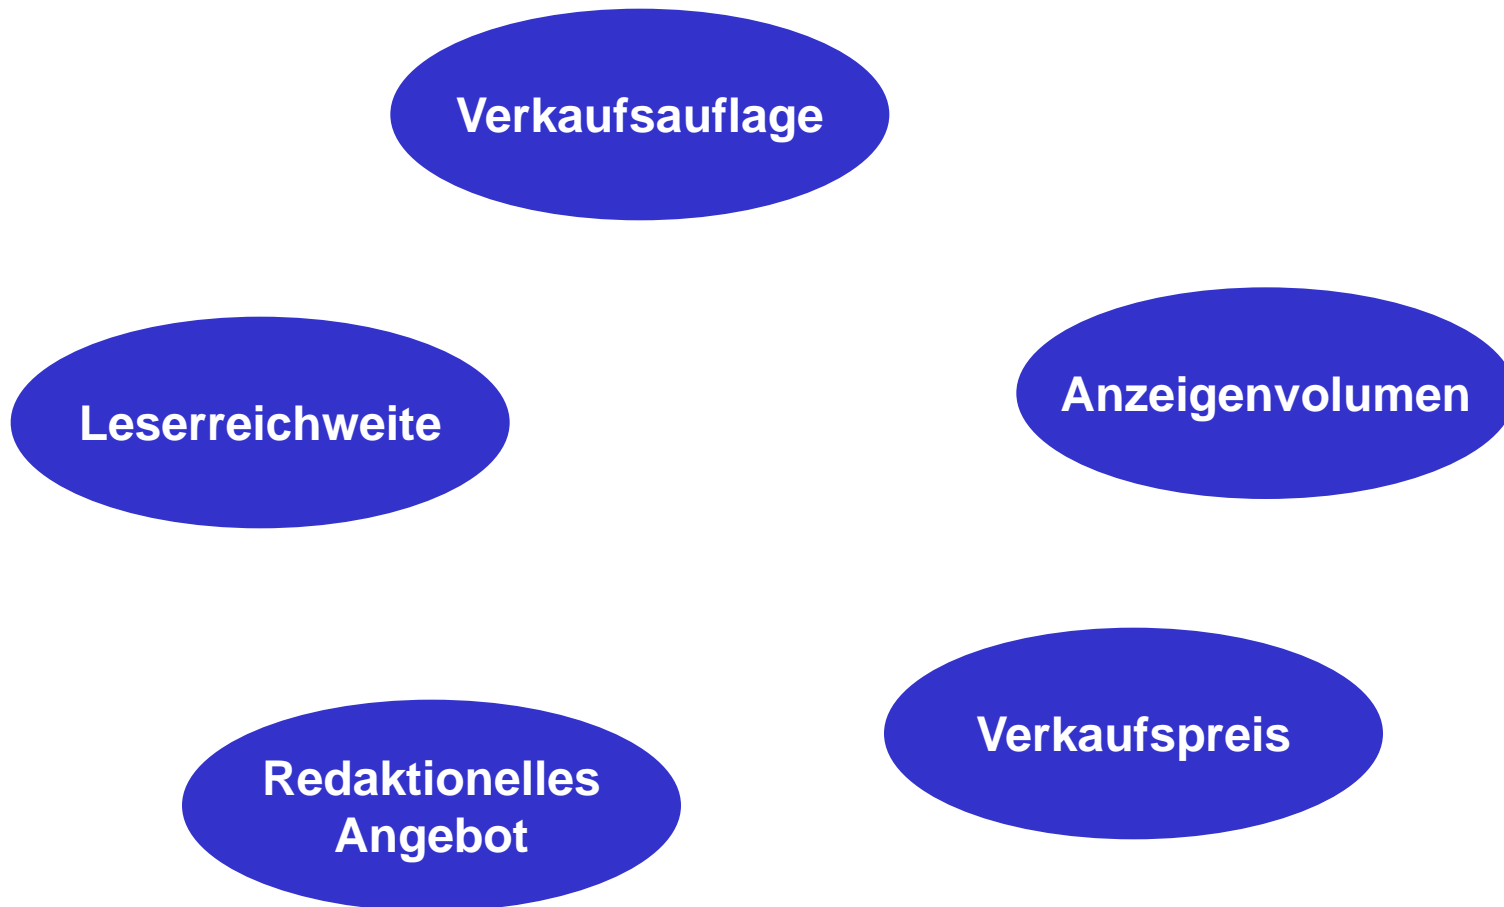 Verkaufsauflage
Anzeigenvolumen
Leserreichweite
Verkaufspreis
Redaktionelles
Angebot